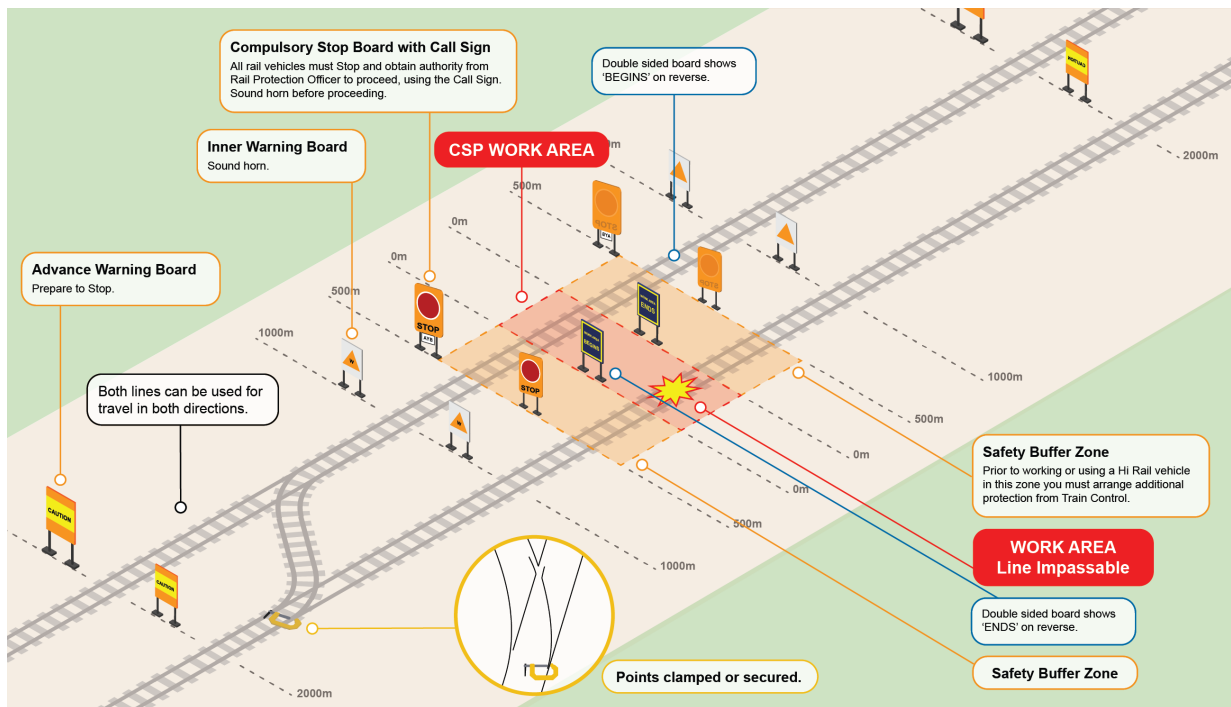 Compulsory Stop Board with Call Sign
All rail vehicles must Stop and obtain authority from
Rail Protection Officer to proceed, using the Call Sign.
Sound horn before proceeding.
Double sided board shows
‘BEGINS’ on reverse.
Inner Warning Board
Sound horn.
CSP WORK AREA
Advance Warning Board
Prepare to Stop.
Both lines can be used for
travel in both directions.
CAUTION
2000m
500m
0m
0m
500m
1000m
NOTE
BYA
NOTE
STOP
AYB
STOP
W
W
ENDS
BEGINS
1000m
500m
0m
0m
500m
1000m
2000m
CAUTION
CAUTION
Safety Buffer Zone
Prior to working or using a Hi Rail vehicle
in this zone you must arrange additional
protection from Train Control.
WORK AREA
Line Impassable
Double sided board shows
‘ENDS’ on reverse.
Safety Buffer Zone
Points clamped or secured.